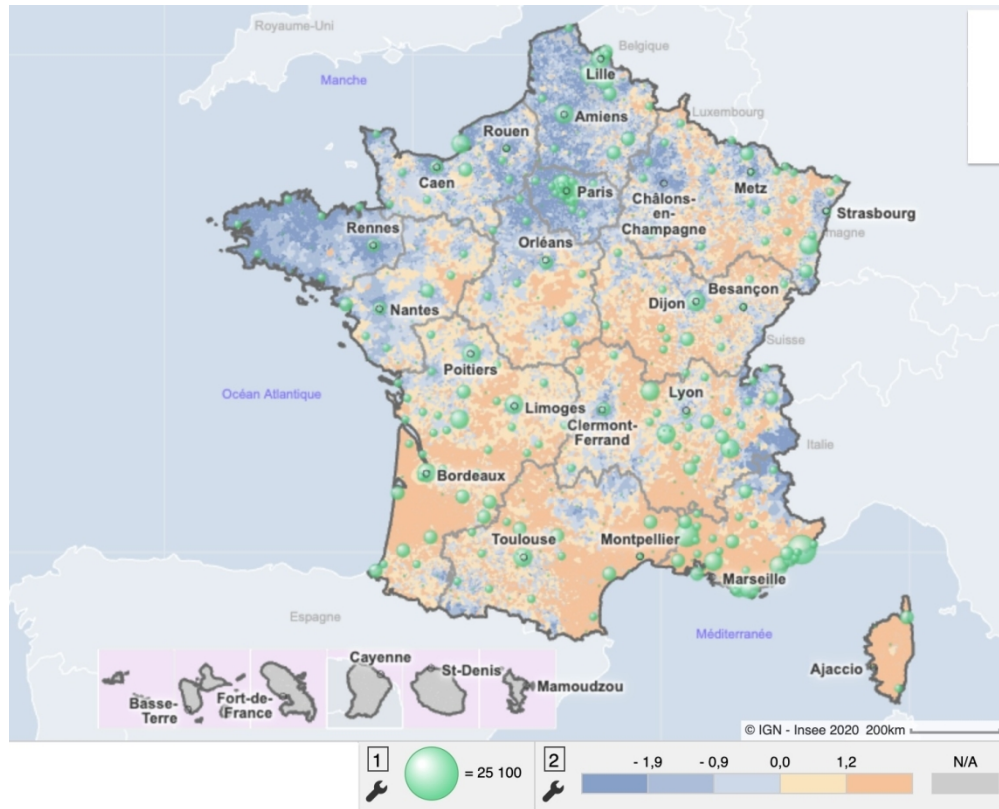 Royaume-Uni
Belgique
Lille
Manche
Luxembourg
Amiens
Rouen
Caen
Paris
Châlons-
en-
Champagne
Metz
Strasbourg
magne
Rennes
Orléans
Nantes
Dijon
Besançon
Suisse
Poitiers
Océan Atlantique
Limoges
Clermont-
Ferrand
Lyon
Italie
Bordeaux
Toulouse
Montpellier
Marseille
Espagne
Méditerranée
Ajaccio
Basse-
Terre
Fort-de-
France
Cayenne
St-Denis
Mamoudzou
© IGN - Insee 2020 200km
1
= 25 100
2
- 1,9 - 0,9 0,0 1,2 N/A